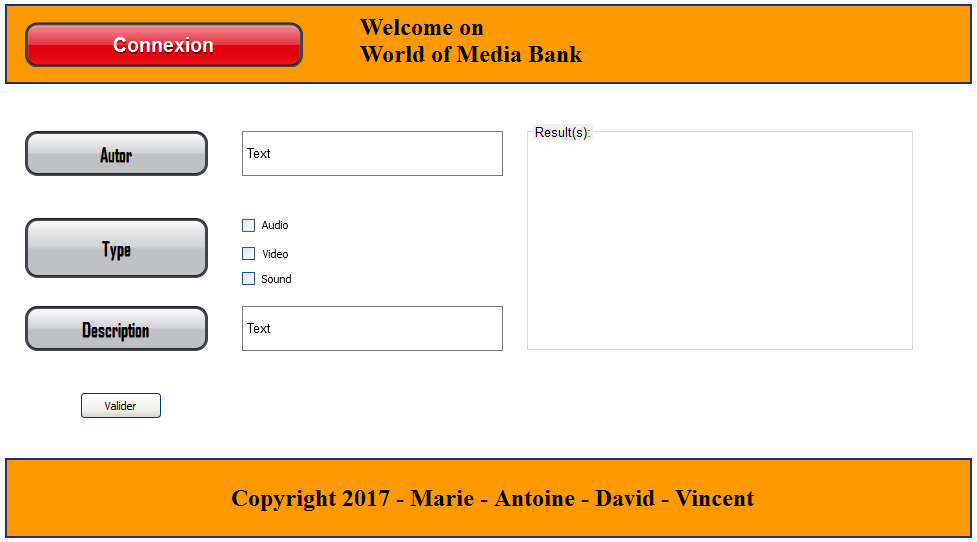 Connexion
Welcome on
World of Media Bank
Autor
Text
Result(s):
Type
Audio
Video
Sound
Description
Text
Valider
Copyright 2017 - Marie - Antoine - David - Vincent